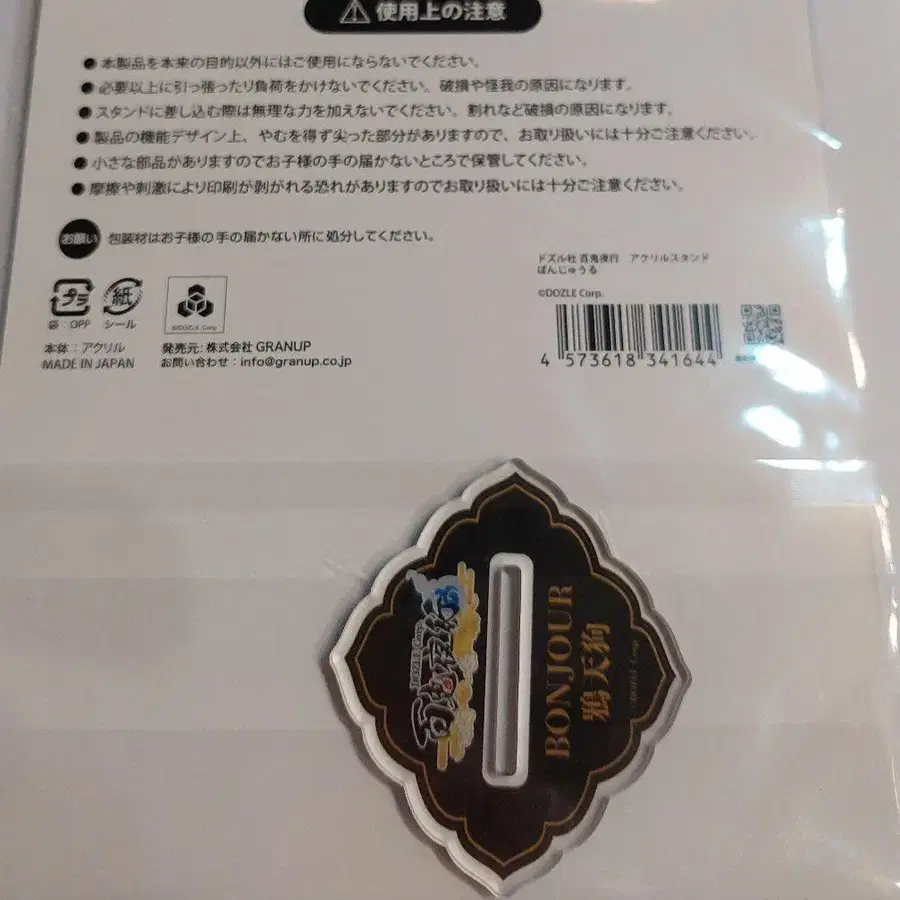 使用上の注意
● 本製品を本来の目的以外にはご使用にならないでください。
● 必要以上に引っ張ったり負荷をかけないでください。破損や怪我の原因になります。
● スタンドに差し込む際は無理な力を加えないでください。割れなど破損の原因になります。
● 製品の機能デザイン上、やむを得ず尖った部分がありますので、お取り扱いには十分ご注意ください。
● 小さな部品がありますのでお子様の手の届かないところで保管してください。
● 摩擦や刺激により印刷が剥がれる恐れがありますのでお取り扱いには十分ご注意ください。
お願い 包装材はお子様の手の届かない所に処分してください。
ドズル社 百鬼夜行 アクリルスタンド
ぼんじゅうる
©DOZLE Corp.
プラ 紙
袋:OPP シール
©DOZLE Corp.
本体:アクリル
MADE IN JAPAN
発売元:株式会社 GRANUP
お問い合わせ:info@granup.co.jp
4 573618 341644
DOZLE Corp.
百鬼夜行
BONJOUR
鴉天狗
©DOZLE Corp.